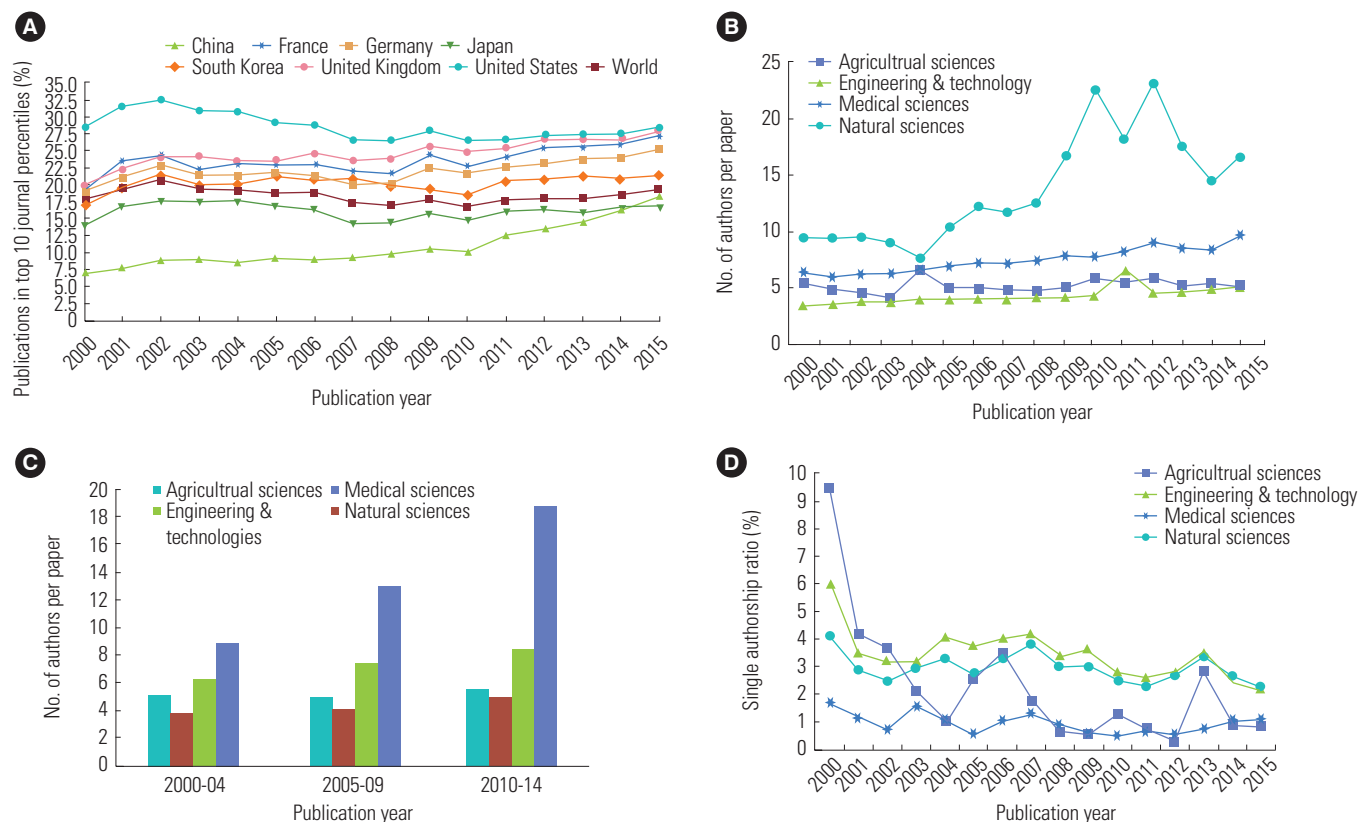 A
China France Germany Japan
South Korea United Kingdom United States World
Publications in top 10 journal percentiles (%)
35.0
32.5
30.0
27.5
25.0
22.5
20.0
17.5
15.0
12.5
10.0
7.5
5.0
2.5
0
2000 2001 2002 2003 2004 2005 2006 2007 2008 2009 2010 2011 2012 2013 2014 2015
Publication year
B
Agricultrual sciences
Engineering & technology
Medical sciences
Natural sciences
No. of authors per paper
25
20
15
10
5
0
2000 2001 2002 2003 2004 2005 2006 2007 2008 2009 2010 2011 2012 2013 2014 2015
Publication year
C
Agricultrual sciences Medical sciences
Engineering & Natural sciences
technologies
No. of authors per paper
20
18
16
14
12
10
8
6
4
2
0
2000-04 2005-09 2010-14
Publication year
D
Agricultrual sciences
Engineering & technology
Medical sciences
Natural sciences
Single authorship ratio (%)
10
9
8
7
6
5
4
3
2
1
0
2000 2001 2002 2003 2004 2005 2006 2007 2008 2009 2010 2011 2012 2013 2014 2015
Publication year